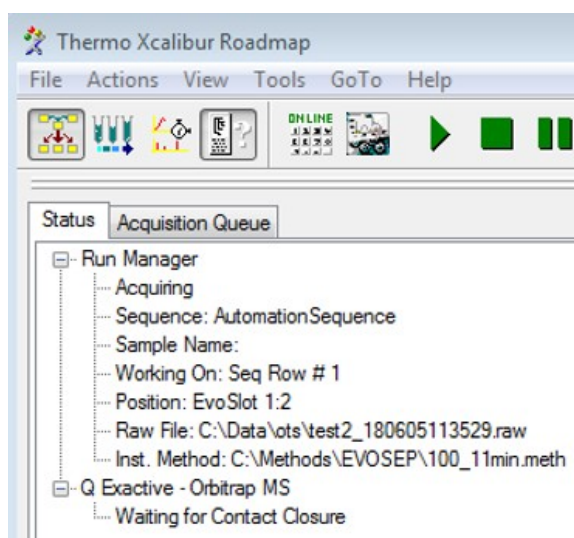 Thermo Xcalibur Roadmap
File Actions View Tools GoTo Help
ONLINE
Status Acquisition Queue
Run Manager
Acquiring
Sequence: AutomationSequence
Sample Name:
Working On: Seq Row # 1
Position: EvoSlot 1:2
Raw File: C:\Data\ots\test2_180605113529.raw
Inst. Method: C:\Methods\EVOSEP\100_11min.meth
Q Exactive - Orbitrap MS
Waiting for Contact Closure